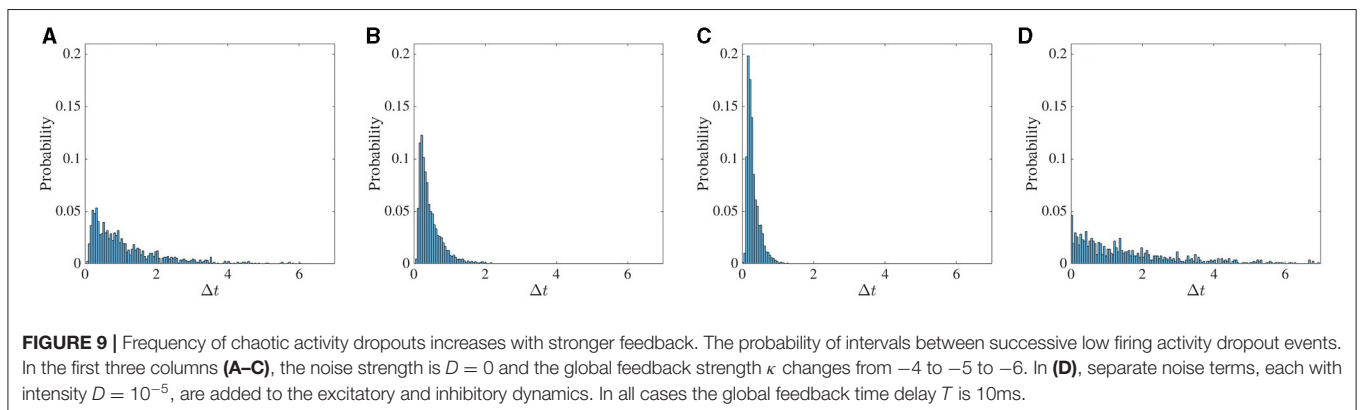 A
B
C
D
0.2
0.15
0.1
0.05
0
Probability
0 2 4 6
Δt
0.2
0.15
0.1
0.05
0
Probability
0 2 4 6
Δt
0.2
0.15
0.1
0.05
0
Probability
0 2 4 6
Δt
0.2
0.15
0.1
0.05
0
Probability
0 2 4 6
Δt
FIGURE 9 | Frequency of chaotic activity dropouts increases with stronger feedback. The probability of intervals between successive low firing activity dropout events.
In the first three columns (A–C), the noise strength is D = 0 and the global feedback strength κ changes from −4 to −5 to −6. In (D), separate noise terms, each with
intensity D = 10⁻⁵, are added to the excitatory and inhibitory dynamics. In all cases the global feedback time delay T is 10ms.